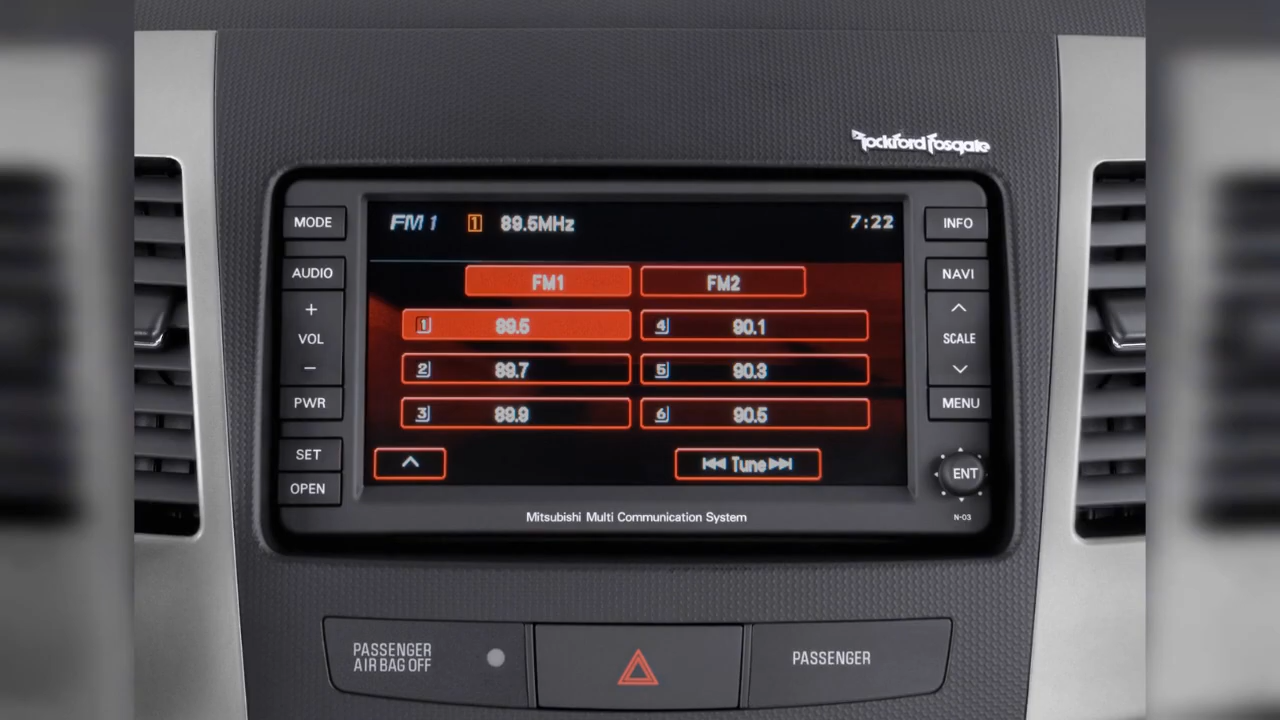 Rockford Fosgate
MODE
FM 1 1 89.5MHz 7:22
INFO
AUDIO
FM1 FM2
NAVI
+
VOL
−
1 89.5 4 90.1
2 89.7 5 90.3
3 89.9 6 90.5
SCALE
PWR
MENU
SET
Tune
ENT
OPEN
Mitsubishi Multi Communication System
N-03
PASSENGER
AIR BAG OFF
PASSENGER